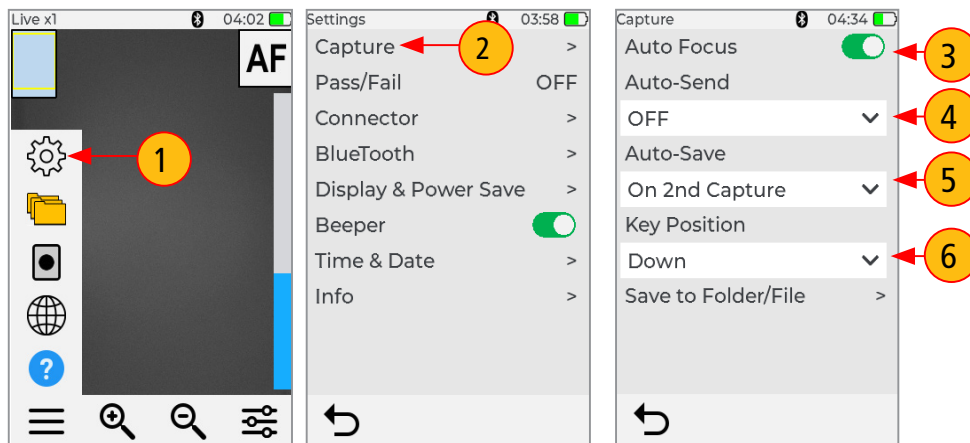 Live x1 04:02
AF
1
?
Settings 03:58
Capture >
2
Pass/Fail OFF
Connector >
BlueTooth >
Display & Power Save >
Beeper
Time & Date >
Info >
Capture 04:34
Auto Focus
3
Auto-Send
OFF
4
Auto-Save
On 2nd Capture
5
Key Position
Down
6
Save to Folder/File >